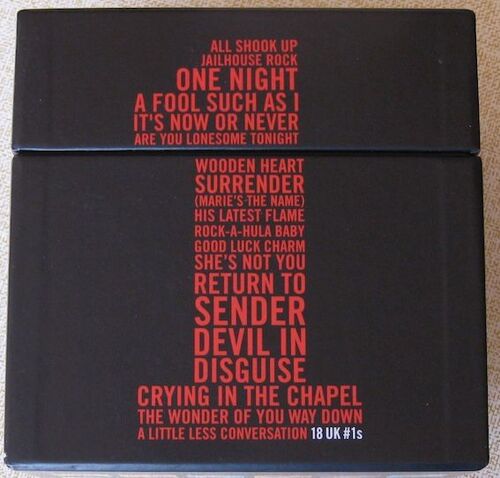 ALL SHOOK UP
JAILHOUSE ROCK
ONE NIGHT
A FOOL SUCH AS I
IT'S NOW OR NEVER
ARE YOU LONESOME TONIGHT
WOODEN HEART
SURRENDER
(MARIE'S THE NAME)
HIS LATEST FLAME
ROCK-A-HULA BABY
GOOD LUCK CHARM
SHE'S NOT YOU
RETURN TO
SENDER
DEVIL IN
DISGUISE
CRYING IN THE CHAPEL
THE WONDER OF YOU WAY DOWN
A LITTLE LESS CONVERSATION 18 UK #1s